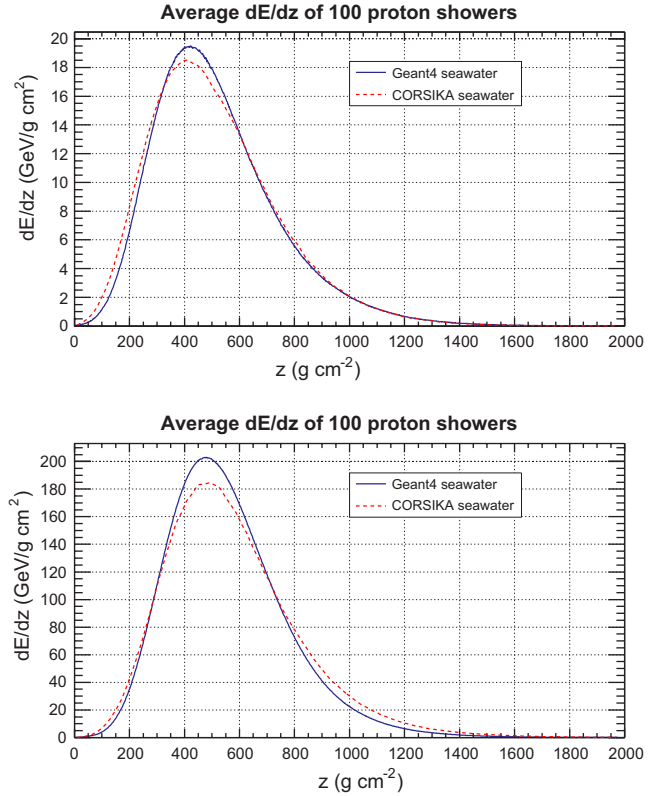 Average dE/dz of 100 proton showers
20
18
16
14
12
10
8
6
4
2
0
dE/dz (GeV/g cm²)
Geant4 seawater
CORSIKA seawater
0 200 400 600 800 1000 1200 1400 1600 1800 2000
z (g cm⁻²)
Average dE/dz of 100 proton showers
200
180
160
140
120
100
80
60
40
20
0
dE/dz (GeV/g cm²)
Geant4 seawater
CORSIKA seawater
0 200 400 600 800 1000 1200 1400 1600 1800 2000
z (g cm⁻²)